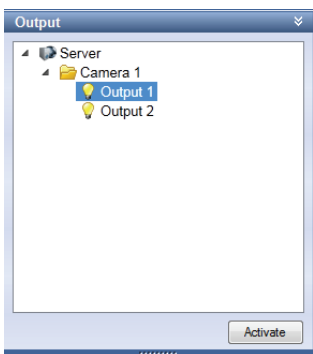 Output
Server
Camera 1
Output 1
Output 2
Activate